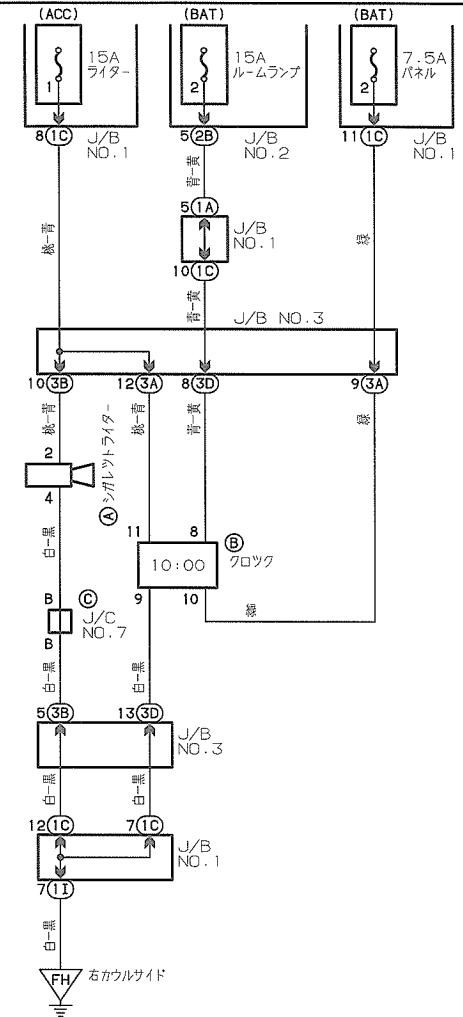 (ACC) (BAT) (BAT)
15A
ライター
1
15A
ルームランプ
2
7.5A
パネル
2
8 1C
J/B
NO.1
5 2B
J/B
NO.2
11 1C
J/B
NO.1
青-黄
5 1A
J/B
NO.1
10 1C
桃-青
青-黄
緑
J/B NO.3
10 3B
12 3A
8 3D
9 3A
桃-青
桃-青
青-黄
緑
2
4
A シガレツトライター
白-黒
11
8
B
クロツク
10:00
9
10
緑
B
C
J/C
NO.7
B
白-黒
白-黒
5 3B
13 3D
J/B
NO.3
白-黒
白-黒
12 1C
7 1C
J/B
NO.1
7 1I
白-黒
FH
右カウルサイド